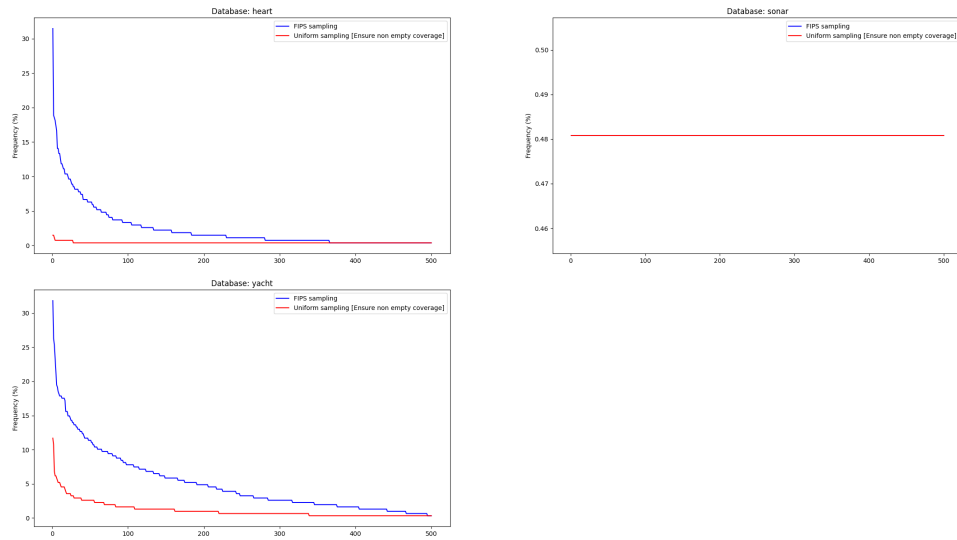 Database: heart
FIPS sampling
Uniform sampling [Ensure non empty coverage]
Frequency (%)
30
25
20
15
10
5
0
0 100 200 300 400 500
Database: sonar
FIPS sampling
Uniform sampling [Ensure non empty coverage]
Frequency (%)
0.50
0.49
0.48
0.47
0.46
0 100 200 300 400 500
Database: yacht
FIPS sampling
Uniform sampling [Ensure non empty coverage]
Frequency (%)
30
25
20
15
10
5
0
0 100 200 300 400 500